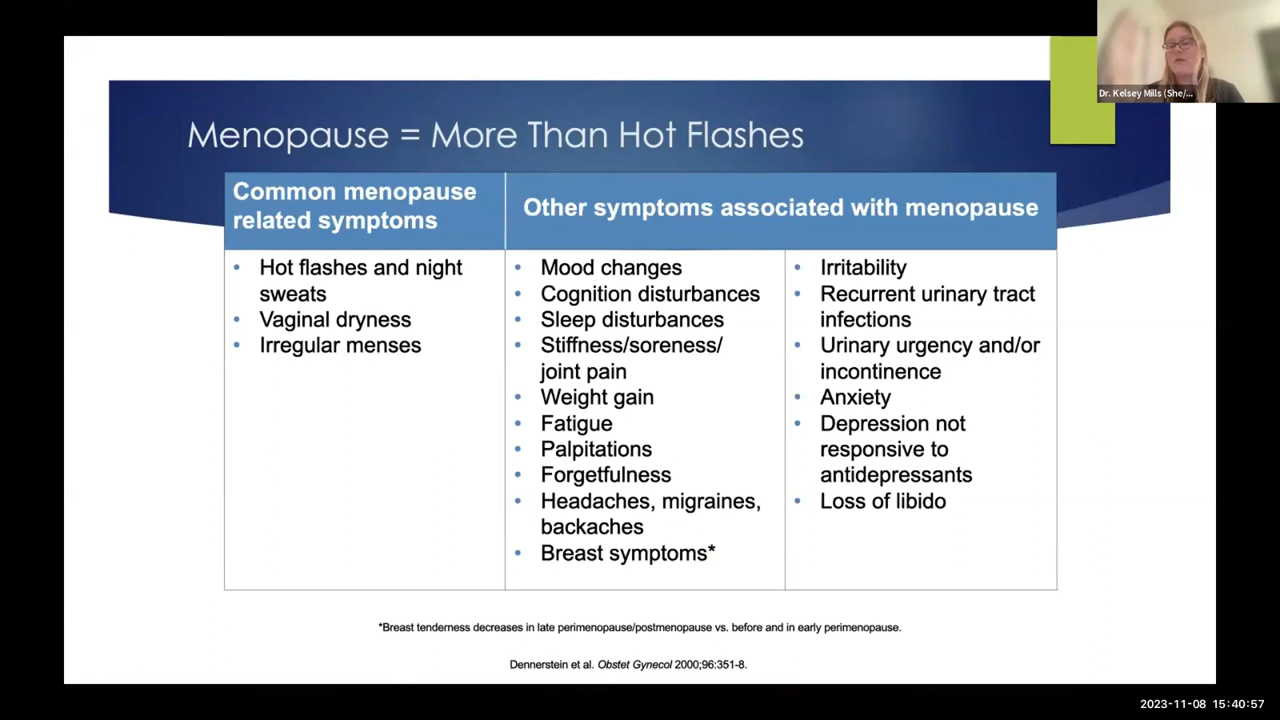 Dr. Kelsey Mills (She/...
Menopause = More Than Hot Flashes
Common menopause
related symptoms
Other symptoms associated with menopause
• Hot flashes and night
sweats
• Vaginal dryness
• Irregular menses
• Mood changes
• Cognition disturbances
• Sleep disturbances
• Stiffness/soreness/
joint pain
• Weight gain
• Fatigue
• Palpitations
• Forgetfulness
• Headaches, migraines,
backaches
• Breast symptoms*
• Irritability
• Recurrent urinary tract
infections
• Urinary urgency and/or
incontinence
• Anxiety
• Depression not
responsive to
antidepressants
• Loss of libido
*Breast tenderness decreases in late perimenopause/postmenopause vs. before and in early perimenopause.
Dennerstein et al. Obstet Gynecol 2000;96:351-8.
2023-11-08 15:40:57